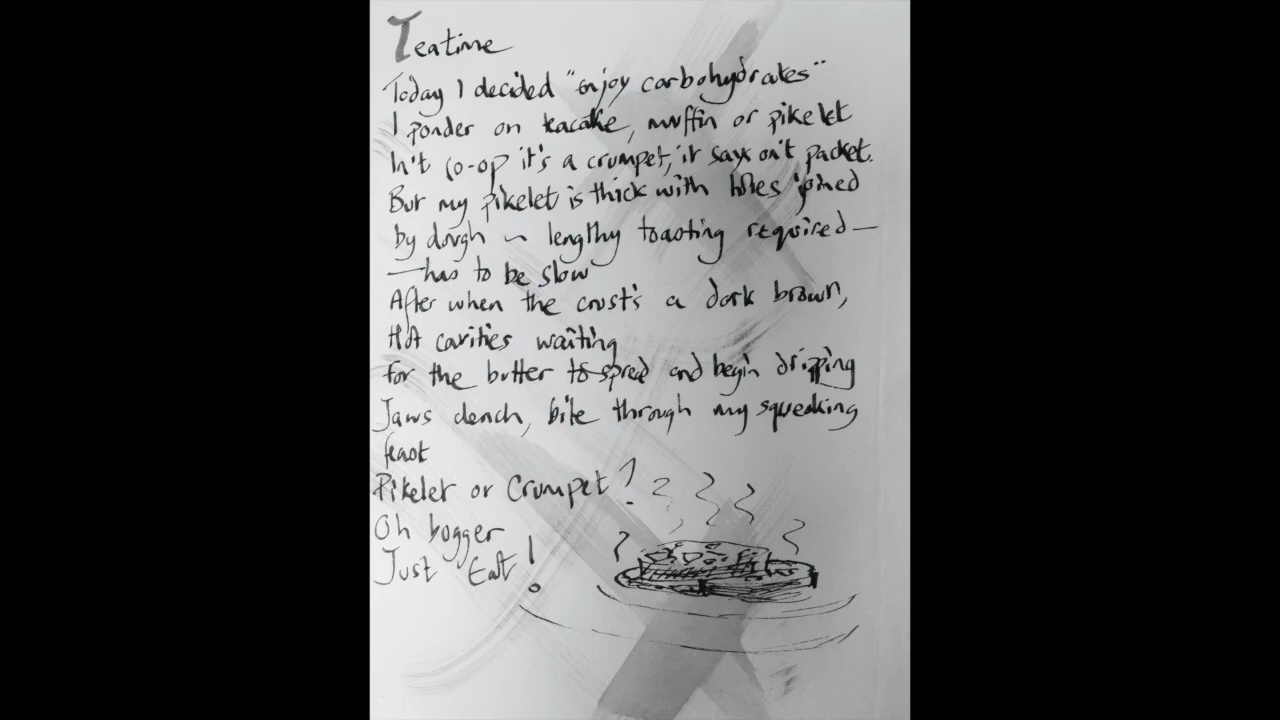 Teatime
Today I decided "enjoy carbohydrates"
I ponder on teacake, muffin or pikelet
In't co-op it's a crumpet, it says on't packet.
But my pikelet is thick with holes joined
by dough ~ lengthy toasting required—
—has to be slow
After when the crust's a dark brown,
Hot cavities waiting
for the butter to spread and begin dripping
Jaws clench, bite through my squeaking
feast
Pikelet or Crumpet?
Oh bogger
Just Eat!